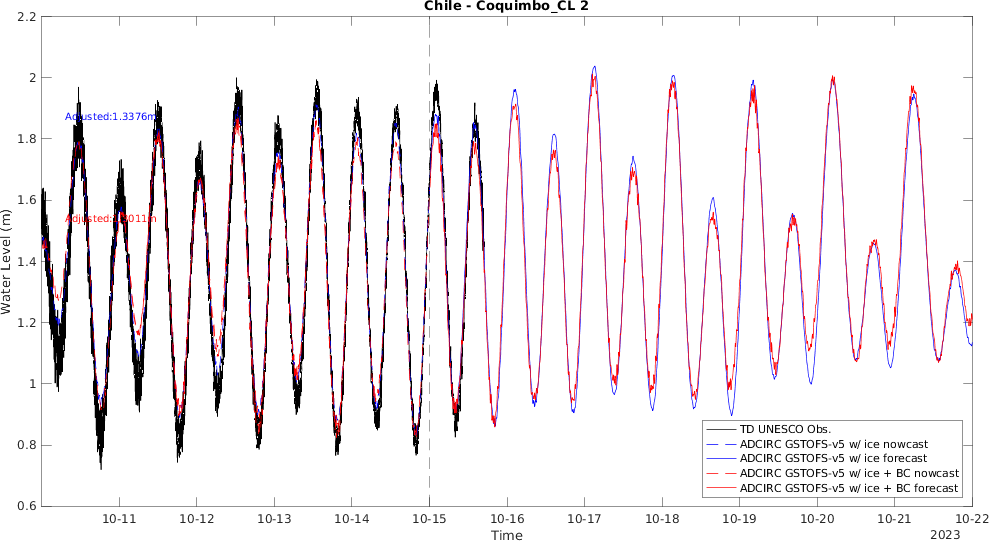 Chile - Coquimbo_CL 2
2.2
2
1.8
1.6
1.4
1.2
1
0.8
0.6
Water Level (m)
Adjusted:1.3376m
TD UNESCO Obs.
ADCIRC GSTOFS-v5 w/ ice nowcast
ADCIRC GSTOFS-v5 w/ ice forecast
ADCIRC GSTOFS-v5 w/ ice + BC nowcast
ADCIRC GSTOFS-v5 w/ ice + BC forecast
10-11 10-12 10-13 10-14 10-15 10-16 10-17 10-18 10-19 10-20 10-21 10-22
Time
2023